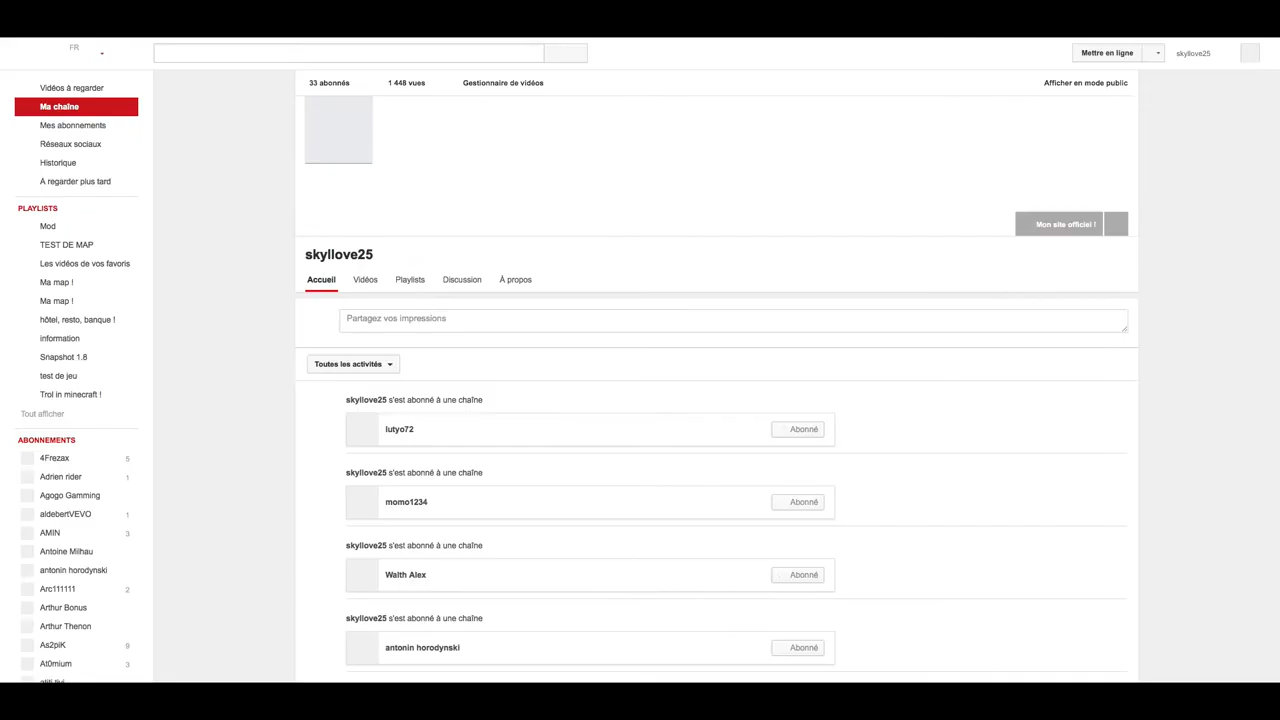 FR
Mettre en ligne
skyllove25
Vidéos à regarder
Ma chaîne
Mes abonnements
Réseaux sociaux
Historique
À regarder plus tard
PLAYLISTS
Mod
TEST DE MAP
Les vidéos de vos favoris
Ma map !
Ma map !
hôtel, resto, banque !
information
Snapshot 1.8
test de jeu
Trol in minecraft !
Tout afficher
ABONNEMENTS
4Frezax 5
Adrien rider 1
Agogo Gamming
aldebertVEVO 1
AMIN 3
Antoine Milhau
antonin horodynski
Arc111111 2
Arthur Bonus
Arthur Thenon
As2piK 9
At0mium 3
33 abonnés 1 448 vues Gestionnaire de vidéos Afficher en mode public
Mon site officiel !
skyllove25
Accueil Vidéos Playlists Discussion À propos
Partagez vos impressions
Toutes les activités
skyllove25 s'est abonné à une chaîne
lutyo72 Abonné
skyllove25 s'est abonné à une chaîne
momo1234 Abonné
skyllove25 s'est abonné à une chaîne
Walth Alex Abonné
skyllove25 s'est abonné à une chaîne
antonin horodynski Abonné